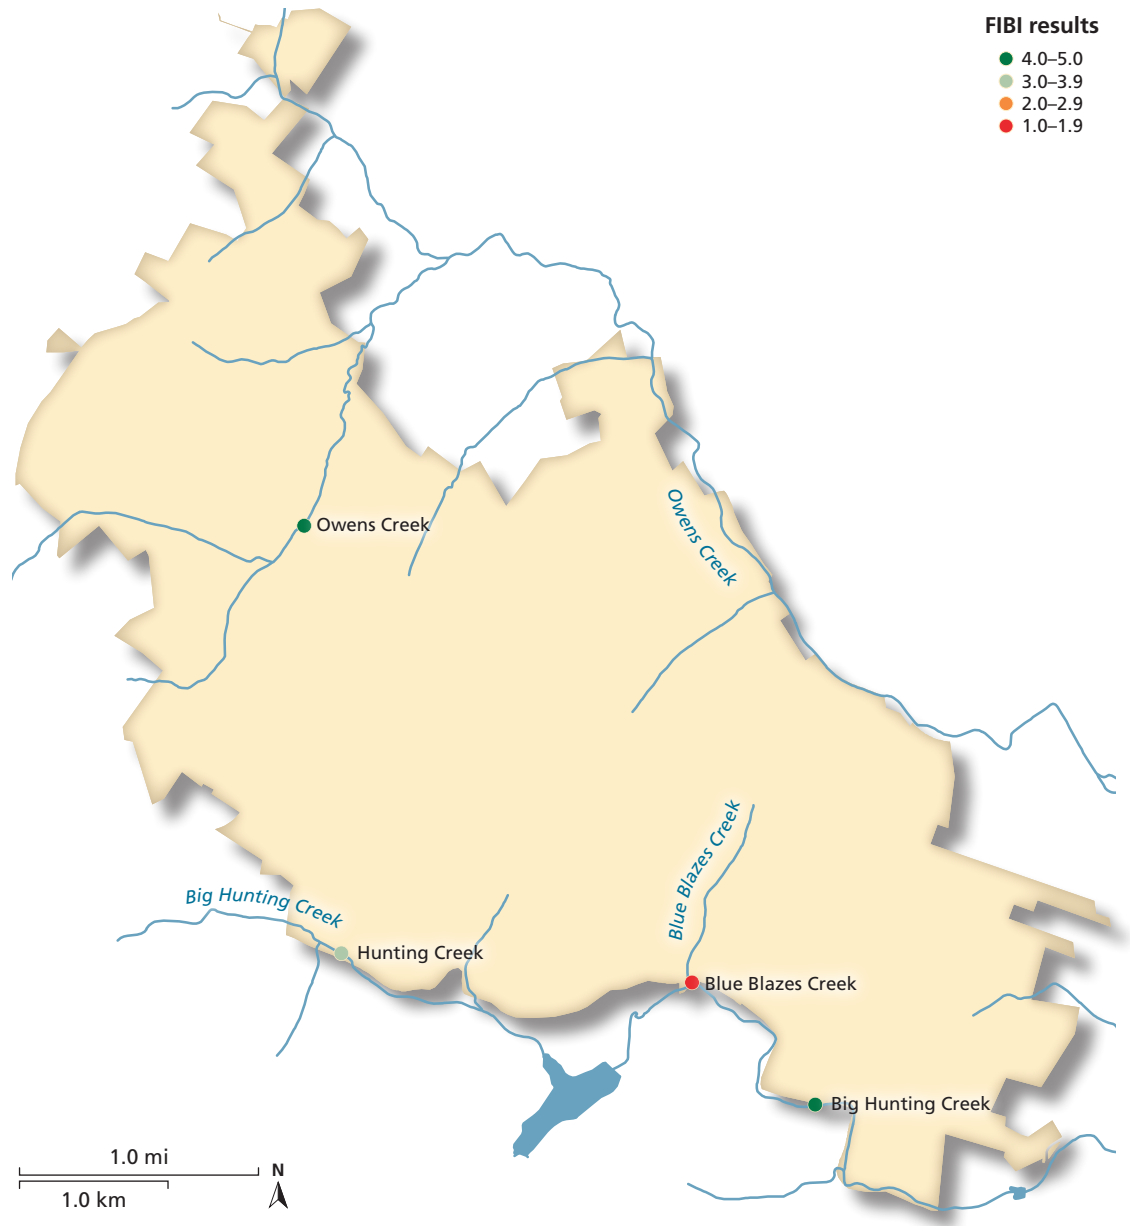 FIBI results
4.0–5.0
3.0–3.9
2.0–2.9
1.0–1.9
Owens Creek
Owens Creek
Blue Blazes Creek
Big Hunting Creek
Hunting Creek
Blue Blazes Creek
Big Hunting Creek
1.0 mi
N
1.0 km